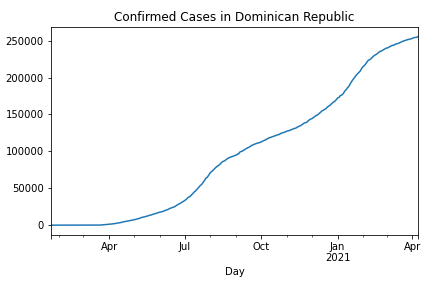 Confirmed Cases in Dominican Republic
250000
200000
150000
100000
50000
0
Apr
Jul
Oct
Jan
2021
Apr
Day